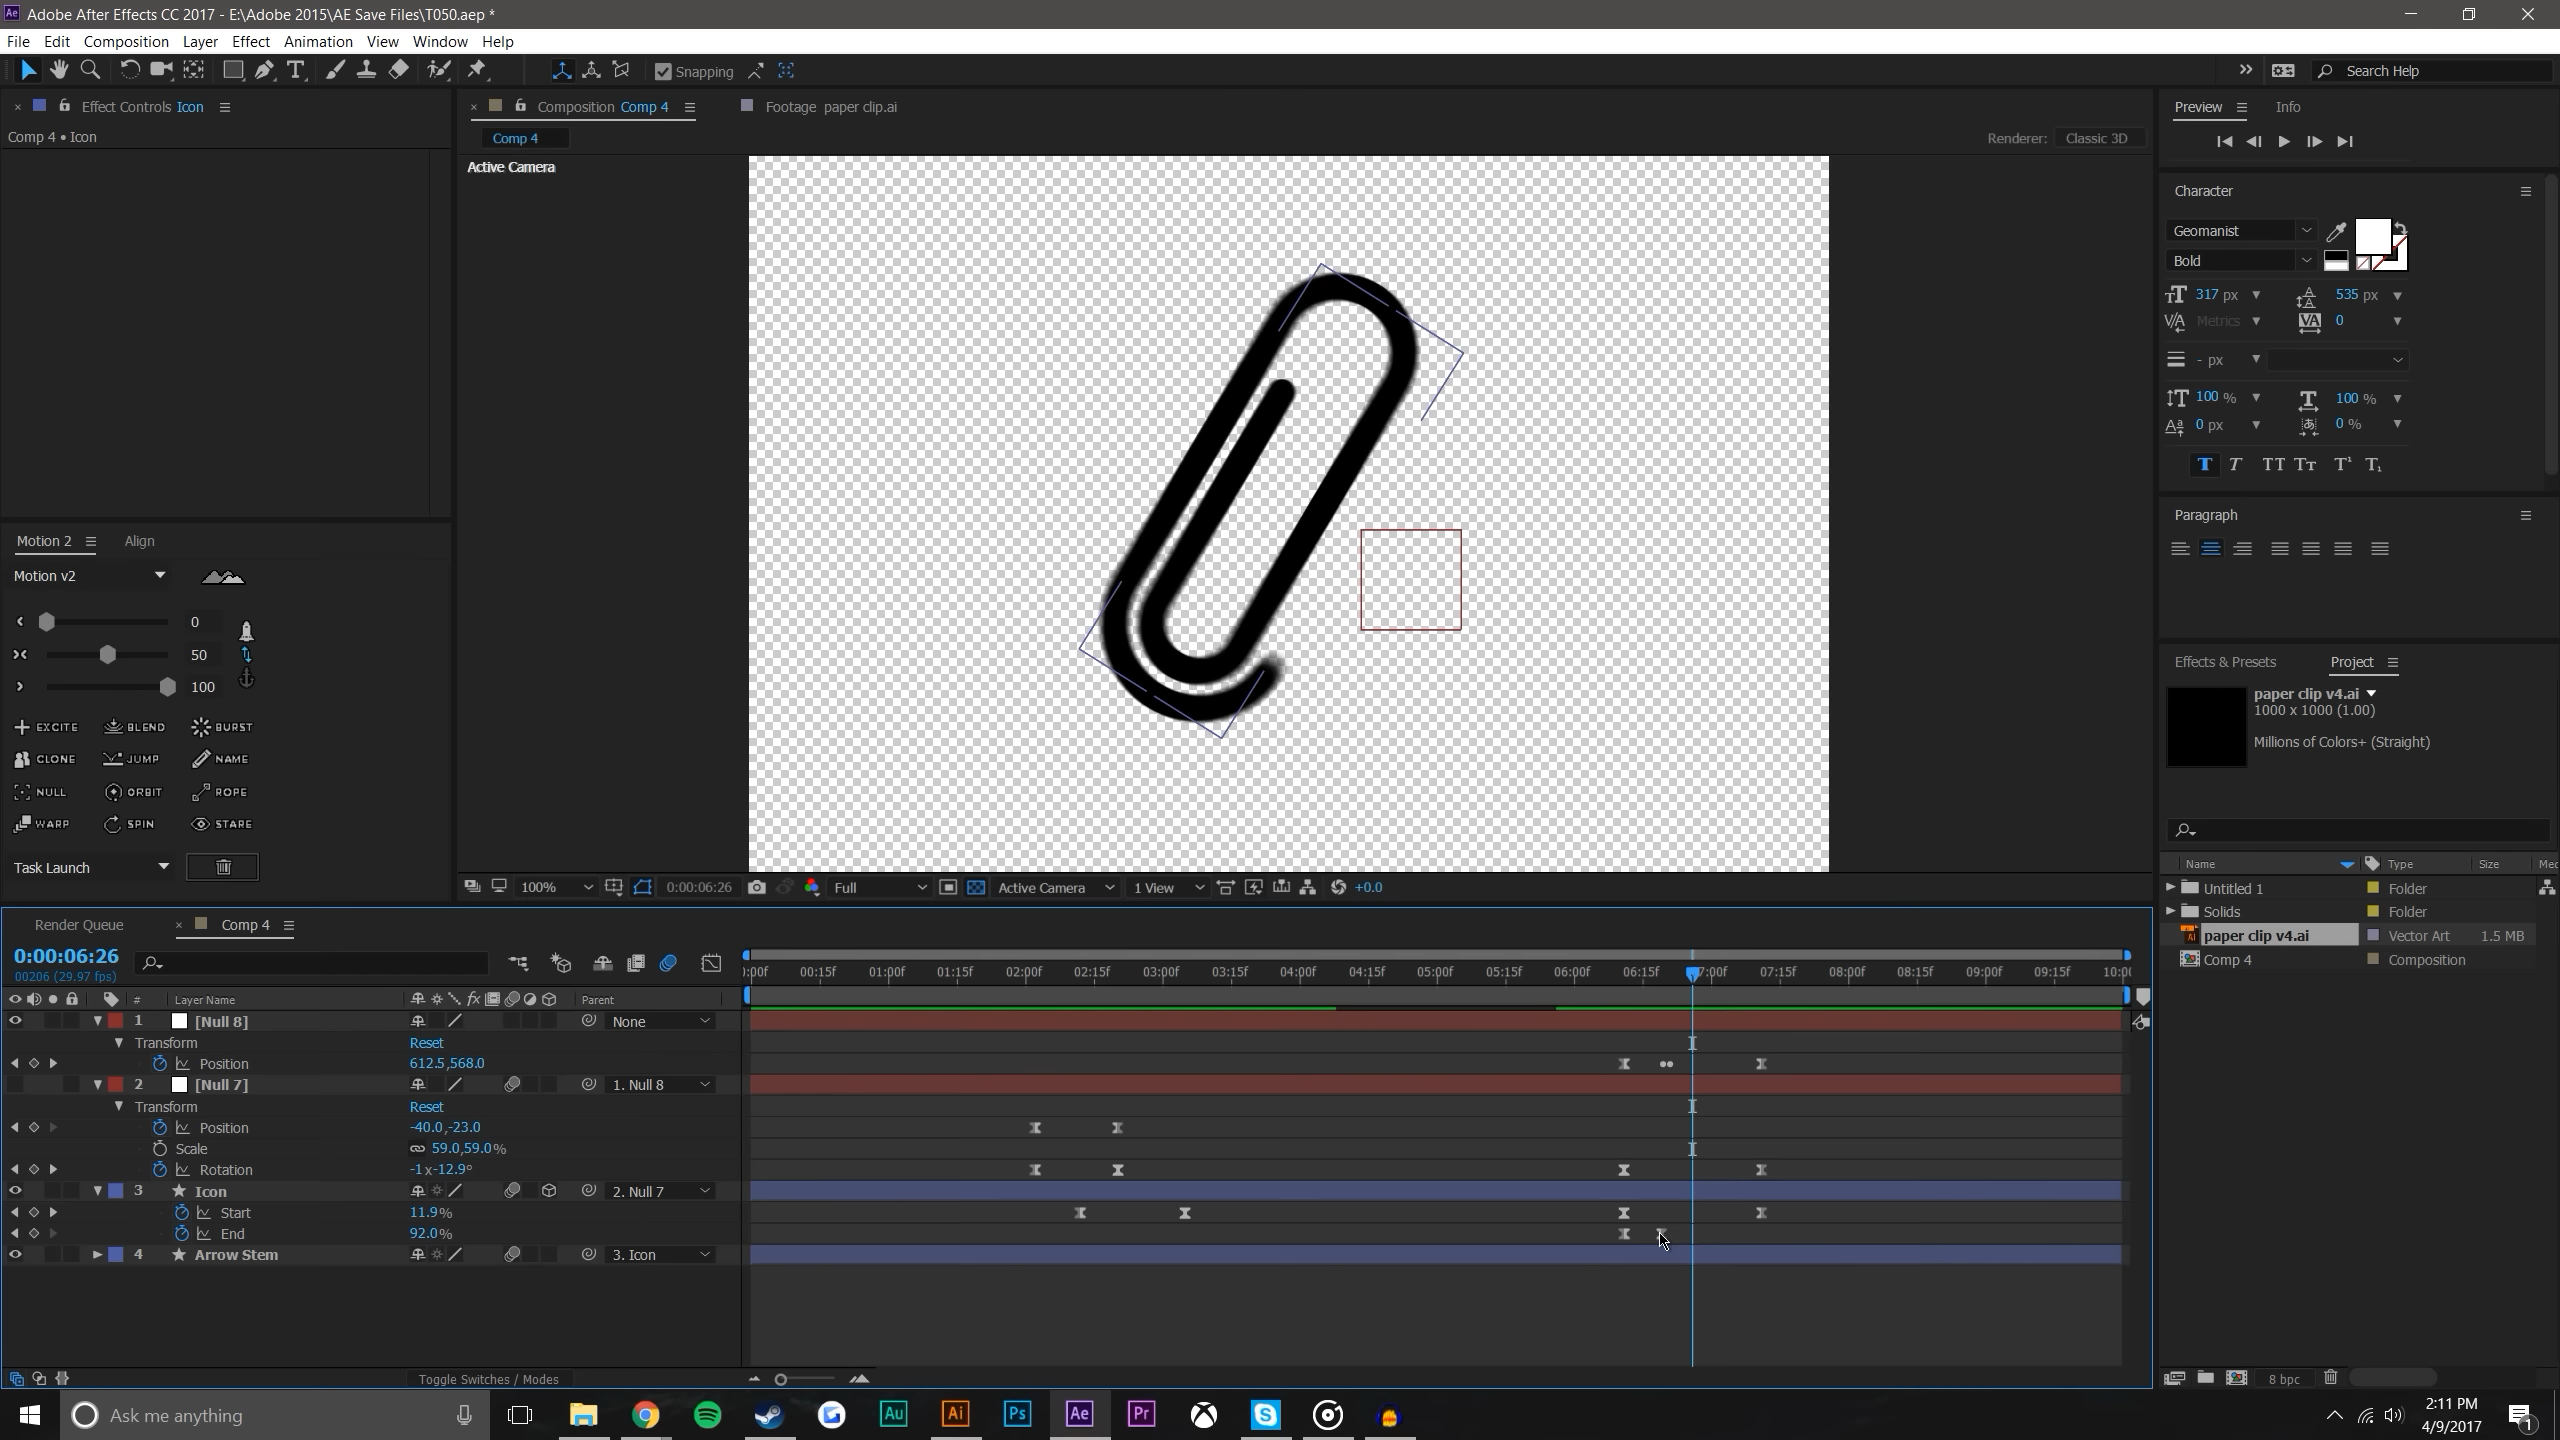 Adobe After Effects CC 2017 - E:\Adobe 2015\AE Save Files\T050.aep *
File Edit Composition Layer Effect Animation View Window Help
Snapping
Search Help
Effect Controls Icon
Composition Comp 4
Footage paper clip.ai
Preview Info
Comp 4 • Icon
Comp 4
Renderer: Classic 3D
Active Camera
Character
Geomanist
Bold
317 px 535 px
Metrics 0
- px
100 % 100 %
0 px 0 %
Paragraph
Motion 2 Align
Motion v2
0
50
100
EXCITE BLEND BURST
CLONE JUMP NAME
NULL ORBIT ROPE
WARP SPIN STARE
Task Launch
Effects & Presets Project
paper clip v4.ai
1000 x 1000 (1.00)
Millions of Colors+ (Straight)
Name Type Size
Untitled 1 Folder
Solids Folder
paper clip v4.ai Vector Art 1.5 MB
Comp 4 Composition
100% 0:00:06:26 Full Active Camera 1 View +0.0
Render Queue Comp 4
0:00:06:26
00206 (29.97 fps)
00:15f 01:00f 01:15f 02:00f 02:15f 03:00f 03:15f 04:00f 04:15f 05:00f 05:15f 06:00f 06:15f 07:00f 07:15f 08:00f 08:15f 09:00f 09:15f
# Layer Name Parent
1 [Null 8] None
Transform Reset
Position 612.5,568.0
2 [Null 7] 1. Null 8
Transform Reset
Position -40.0,-23.0
Scale 59.0,59.0%
Rotation -1x-12.9°
3 Icon 2. Null 7
Start 11.9%
End 92.0%
4 Arrow Stem 3. Icon
Toggle Switches / Modes
8 bpc
Ask me anything
Au Ai Ps Ae Pr
2:11 PM
4/9/2017
1